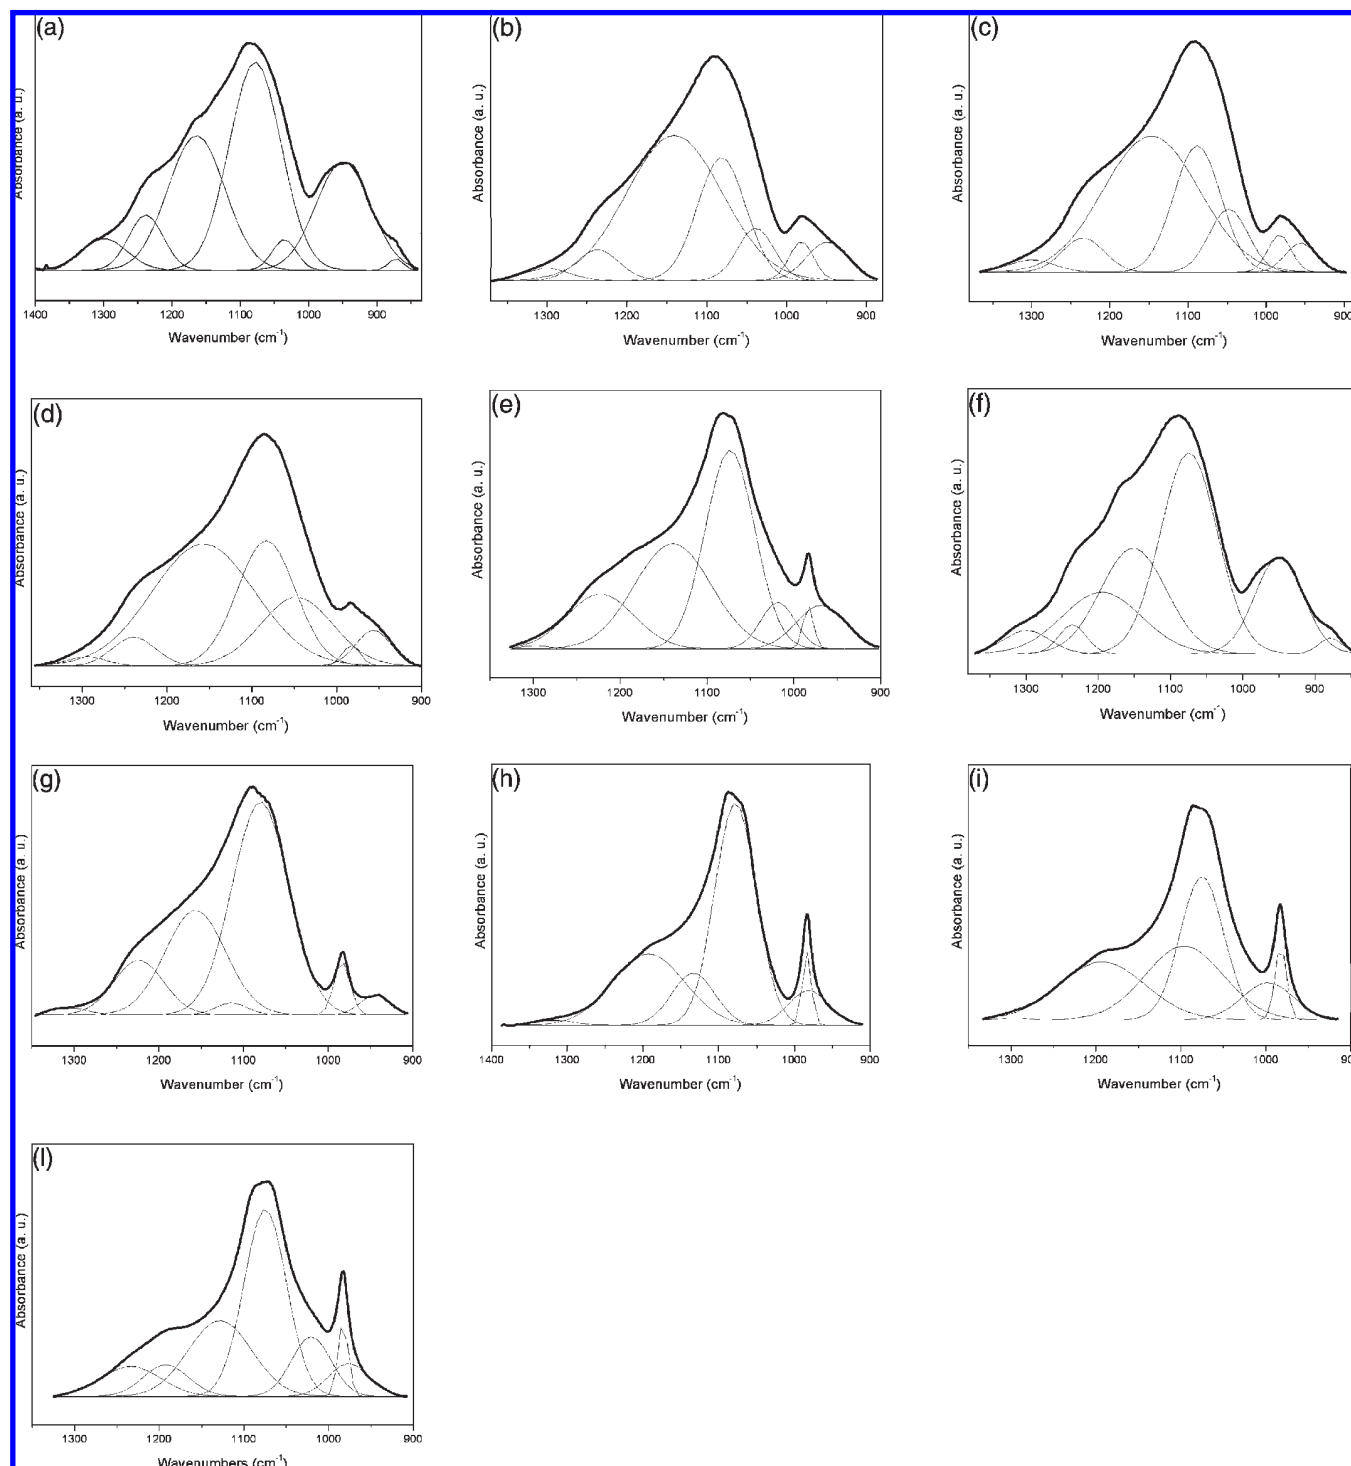 (a)
Absorbance (a. u.)
1400 1300 1200 1100 1000 900
Wavenumber (cm⁻¹)
(b)
Absorbance (a. u.)
1300 1200 1100 1000 900
Wavenumber (cm⁻¹)
(c)
Absorbance (a. u.)
1300 1200 1100 1000 900
Wavenumber (cm⁻¹)
(d)
Absorbance (a. u.)
1300 1200 1100 1000 900
Wavenumber (cm⁻¹)
(e)
Absorbance (a. u.)
1300 1200 1100 1000 900
Wavenumber (cm⁻¹)
(f)
Absorbance (a. u.)
1300 1200 1100 1000 900
Wavenumber (cm⁻¹)
(g)
Absorbance (a. u.)
1300 1200 1100 1000 900
Wavenumber (cm⁻¹)
(h)
Absorbance (a. u.)
1400 1300 1200 1100 1000 900
Wavenumber (cm⁻¹)
(i)
Absorbance (a. u.)
1300 1200 1100 1000 90
Wavenumber (cm⁻¹)
(l)
Absorbance (a. u.)
1300 1200 1100 1000 900
Wavenumbers (cm